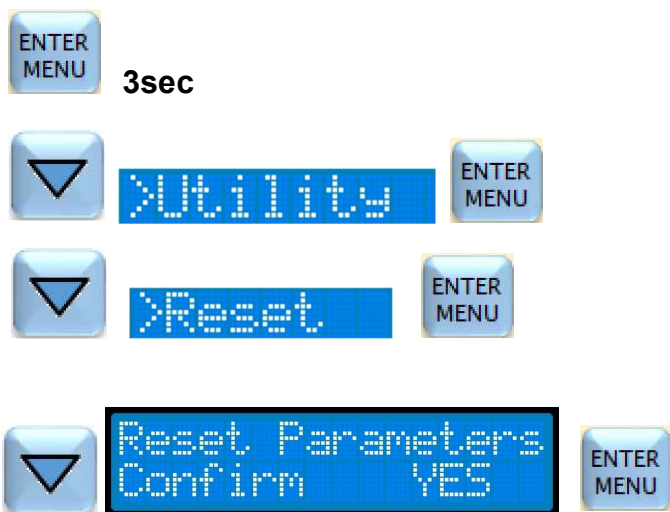 ENTER
MENU
3sec
>Utility
ENTER
MENU
>Reset
ENTER
MENU
Reset Parameters
Confirm YES
ENTER
MENU